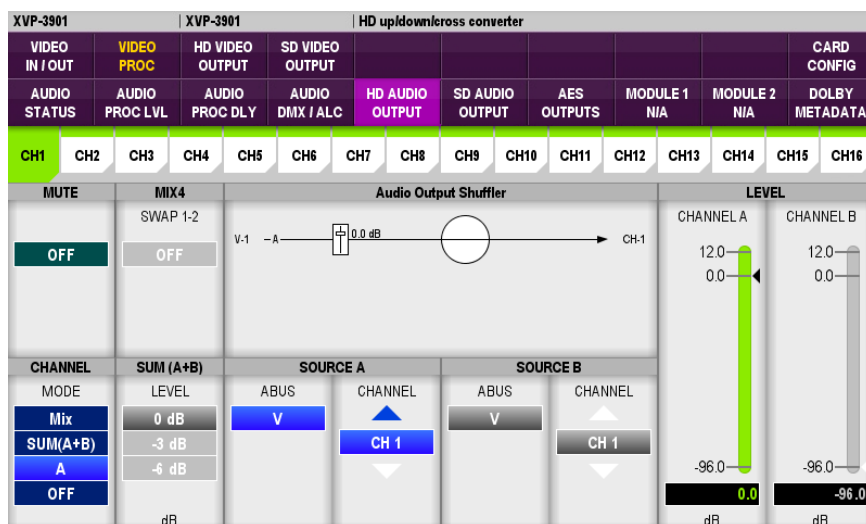 XVP-3901 XVP-3901 HD up/down/cross converter
VIDEO IN / OUT VIDEO PROC HD VIDEO OUTPUT SD VIDEO OUTPUT CARD CONFIG
AUDIO STATUS AUDIO PROC LVL AUDIO PROC DLY AUDIO DMX / ALC HD AUDIO OUTPUT SD AUDIO OUTPUT AES OUTPUTS MODULE 1 N/A MODULE 2 N/A DOLBY METADATA
CH1 CH2 CH3 CH4 CH5 CH6 CH7 CH8 CH9 CH10 CH11 CH12 CH13 CH14 CH15 CH16
MUTE MIX4 Audio Output Shuffler LEVEL
SWAP 1-2 CHANNEL A CHANNEL B
V-1 A 0.0 dB CH-1
OFF OFF
12.0 12.0
0.0 0.0
CHANNEL SUM (A+B) SOURCE A SOURCE B
MODE LEVEL ABUS CHANNEL ABUS CHANNEL
Mix 0 dB V V
SUM(A+B) -3 dB CH 1 CH 1
A -6 dB
-96.0 -96.0
OFF 0.0 -96.0
dB dB dB